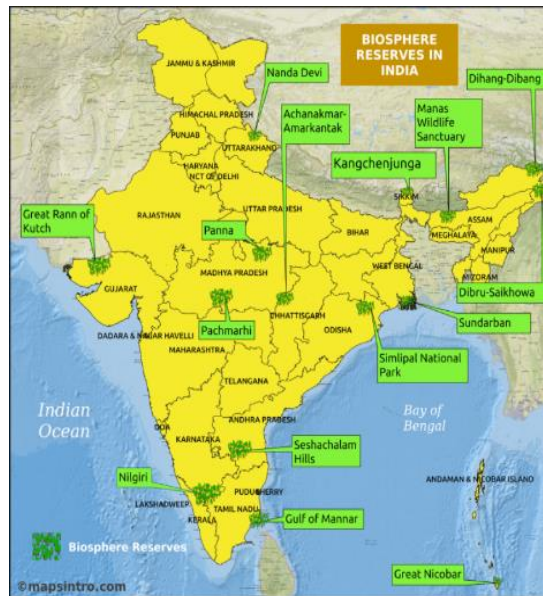 BIOSPHERE
RESERVES IN
INDIA
JAMMU & KASHMIR
Nanda Devi
Dihang-Dibang
HIMACHAL PRADESH
Achanakmar-
Amarkantak
Manas
Wildlife
Sanctuary
PUNJAB
UTTARAKHAND
Kangchenjunga
HARYANA
NCT OF DELHI
SIKKIM
Great Rann of
Kutch
RAJASTHAN
UTTAR PRADESH
ASSAM
Panna
BIHAR
MEGHALAYA
MANIPUR
MADHYA PRADESH
WEST BENGAL
MIZORAM
GUJARAT
Dibru-Saikhowa
CHHATTISGARH
Pachmarhi
Sundarban
DADARA & NAGAR HAVELLI
ODISHA
MAHARASHTRA
Simlipal National
Park
TELANGANA
Indian
Ocean
Bay of
Bengal
ANDHRA PRADESH
GOA
KARNATAKA
Seshachalam
Hills
ANDAMAN & NICOBAR ISLAND
Nilgiri
PUDUCHERRY
LAKSHADWEEP
TAMIL NADU
KERALA
Gulf of Mannar
Biosphere Reserves
Great Nicobar
©mapsintro.com